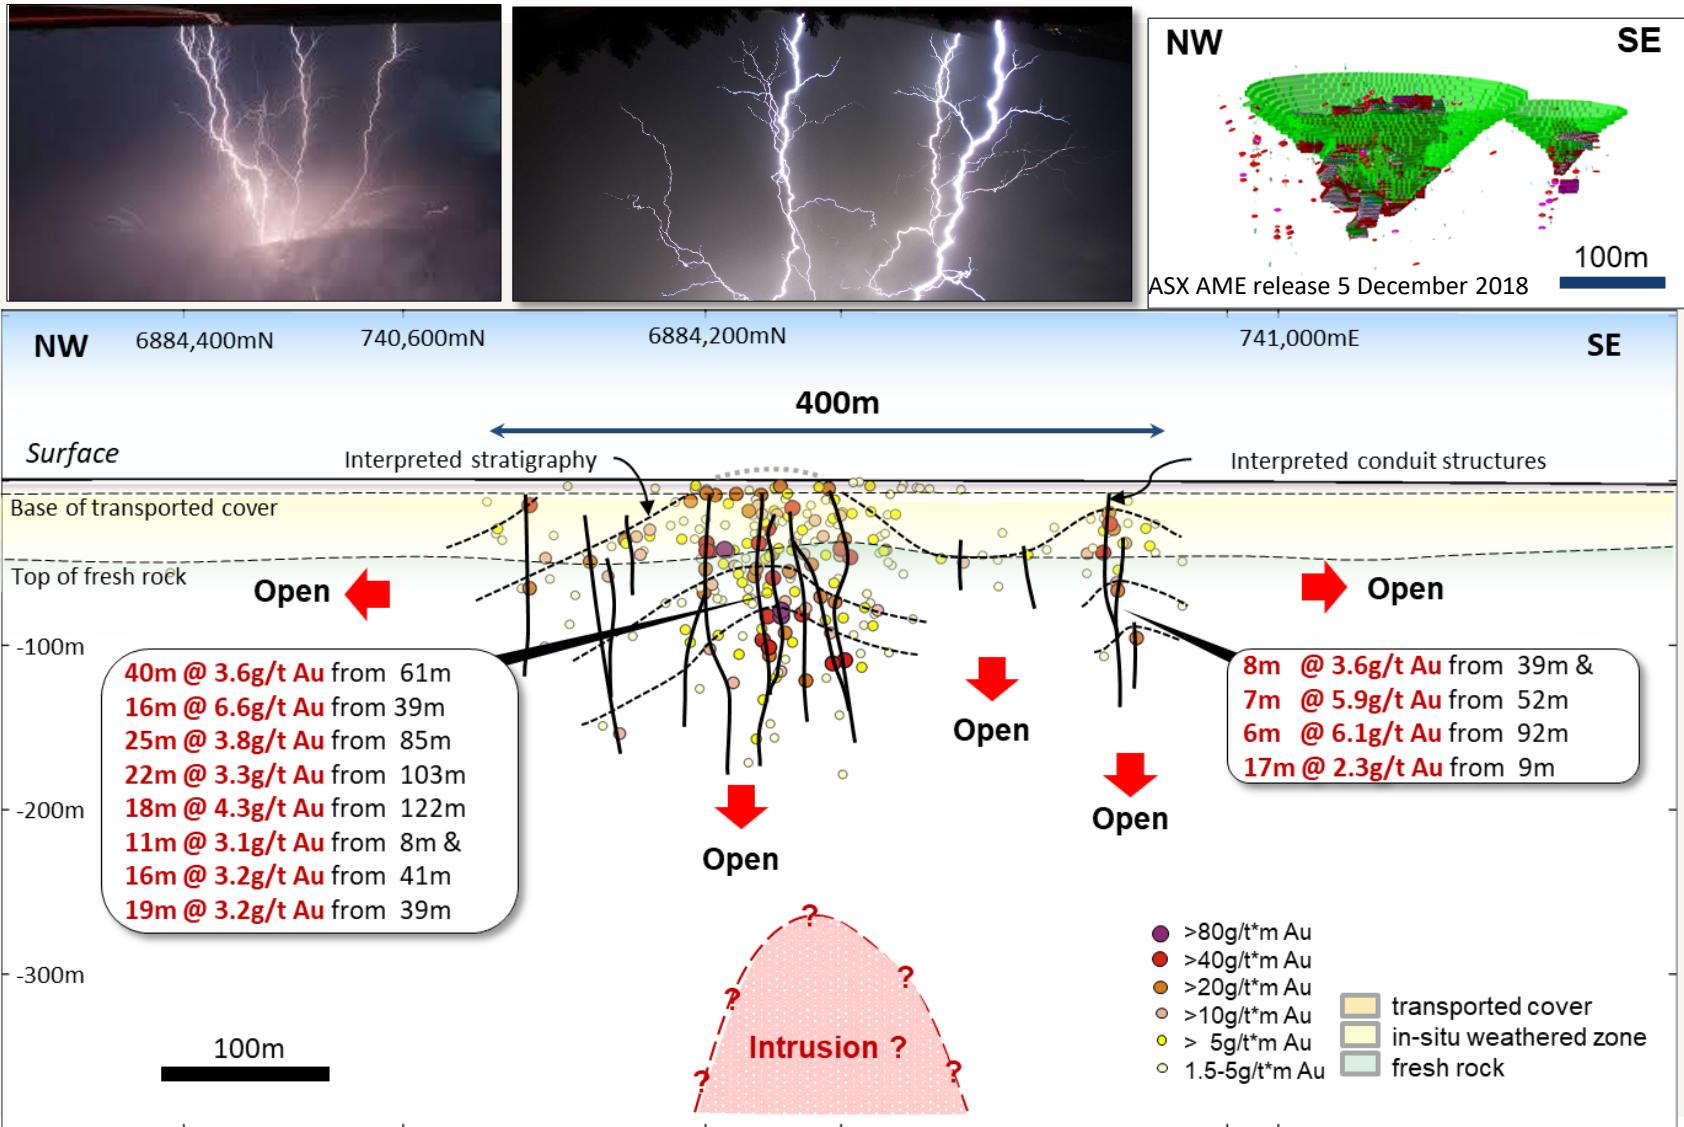 NW
SE
100m
ASX AME release 5 December 2018
NW
6884,400mN
740,600mN
6884,200mN
741,000mE
SE
400m
Surface
Interpreted stratigraphy
Interpreted conduit structures
Base of transported cover
Top of fresh rock
Open
Open
-100m
40m @ 3.6g/t Au from 61m
16m @ 6.6g/t Au from 39m
25m @ 3.8g/t Au from 85m
22m @ 3.3g/t Au from 103m
18m @ 4.3g/t Au from 122m
11m @ 3.1g/t Au from 8m &
16m @ 3.2g/t Au from 41m
19m @ 3.2g/t Au from 39m
8m @ 3.6g/t Au from 39m &
7m @ 5.9g/t Au from 52m
6m @ 6.1g/t Au from 92m
17m @ 2.3g/t Au from 9m
Open
Open
Open
-200m
-300m
?
?
?
?
?
Intrusion ?
100m
>80g/t*m Au
>40g/t*m Au
>20g/t*m Au
>10g/t*m Au
> 5g/t*m Au
1.5-5g/t*m Au
transported cover
in-situ weathered zone
fresh rock